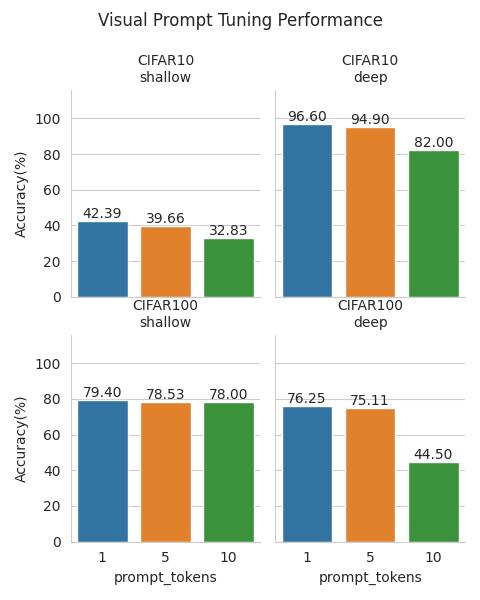 Visual Prompt Tuning Performance
CIFAR10
shallow
CIFAR10
deep
Accuracy(%)
100
80
60
40
20
0
42.39
39.66
32.83
96.60
94.90
82.00
CIFAR100
shallow
CIFAR100
deep
Accuracy(%)
100
80
60
40
20
0
79.40
78.53
78.00
76.25
75.11
44.50
1 5 10
1 5 10
prompt_tokens
prompt_tokens